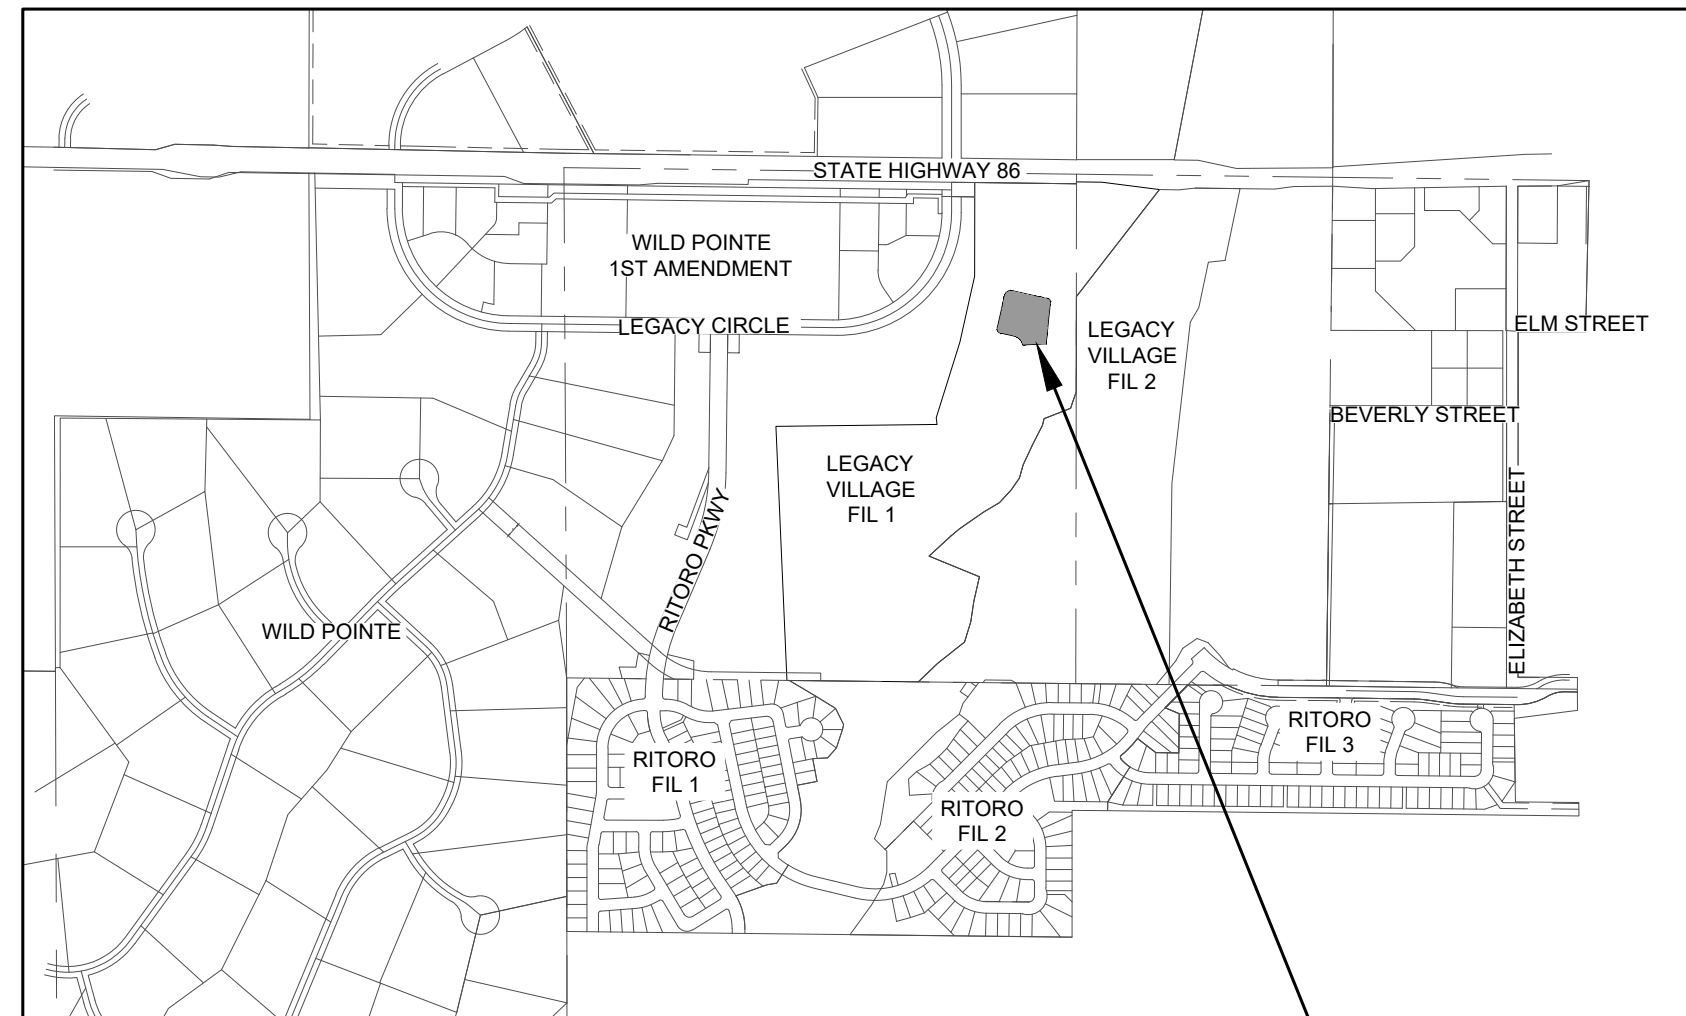 STATE HIGHWAY 86
WILD POINTE
1ST AMENDMENT
LEGACY CIRCLE
LEGACY
VILLAGE
FIL 2
ELM STREET
BEVERLY STREET
LEGACY
VILLAGE
FIL 1
RITORO PKWY
ELIZABETH STREET
WILD POINTE
RITORO
FIL 1
RITORO
FIL 2
RITORO
FIL 3